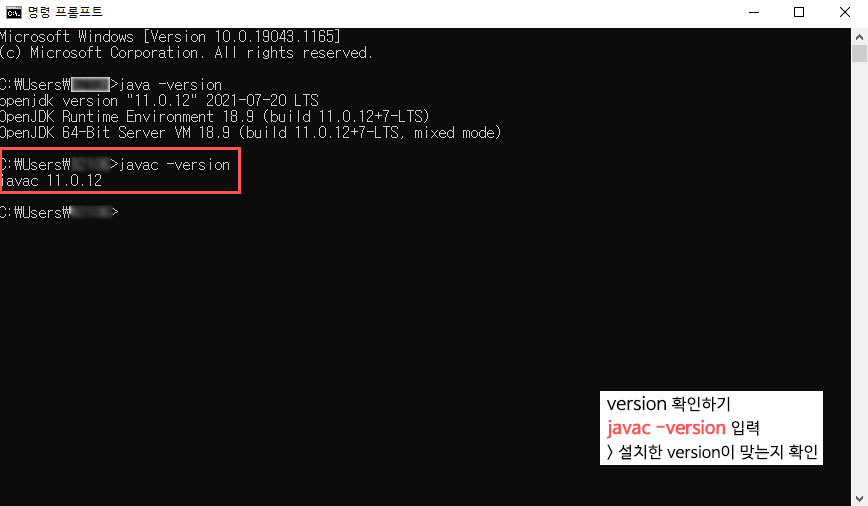 명령 프롬프트
Microsoft Windows [Version 10.0.19043.1165]
(c) Microsoft Corporation. All rights reserved.
C:₩Users₩>java -version
openjdk version "11.0.12" 2021-07-20 LTS
OpenJDK Runtime Environment 18.9 (build 11.0.12+7-LTS)
OpenJDK 64-Bit Server VM 18.9 (build 11.0.12+7-LTS, mixed mode)
C:₩Users₩>javac -version
javac 11.0.12
C:₩Users₩>
version 확인하기
javac -version 입력
> 설치한 version이 맞는지 확인